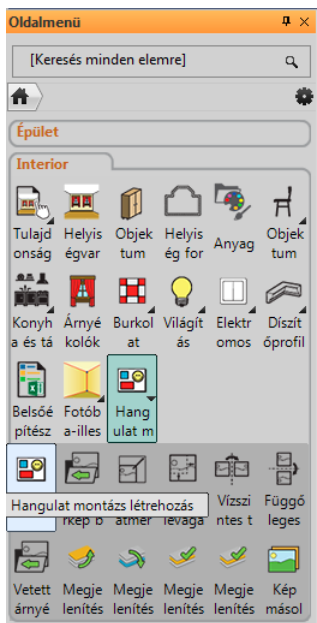 Oldalmenü
[Keresés minden elemre]
Épület
Interior
Tulajd Helyis Objek Helyis Anyag Objek
onság égvar tum ég for tum
Konyh Árnyé Burkol Világít Elektr Díszít
a és tá kolók at ás omos őprofil
Belsőé Fotób Hang
pítész a-illes ulat m
Hangulat montázs létrehozás Vízszi Függő
rkép b átmér levága ntes t leges
Vetett Megje Megje Megje Megje Kép
árnyé lenítés lenítés lenítés lenítés másol